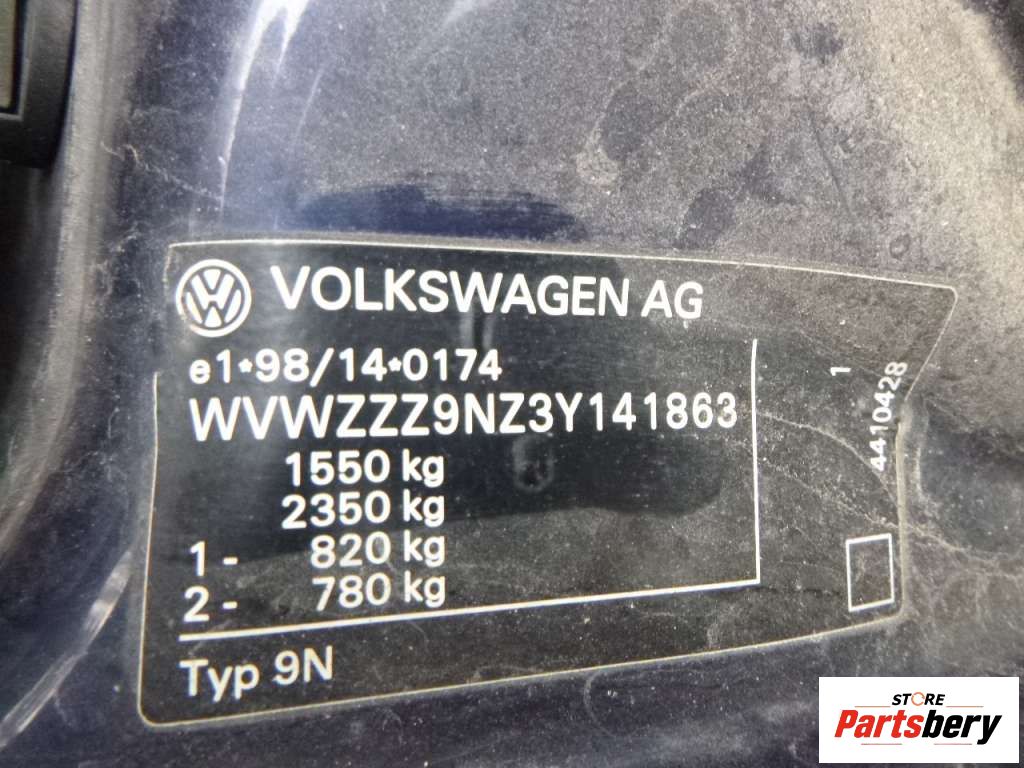 VOLKSWAGEN AG
e1*98/14*0174
WVWZZZ9NZ3Y141863
1550 kg
2350 kg
1 - 820 kg
2 - 780 kg
Typ 9N
1
4410428
STORE
Partsbery